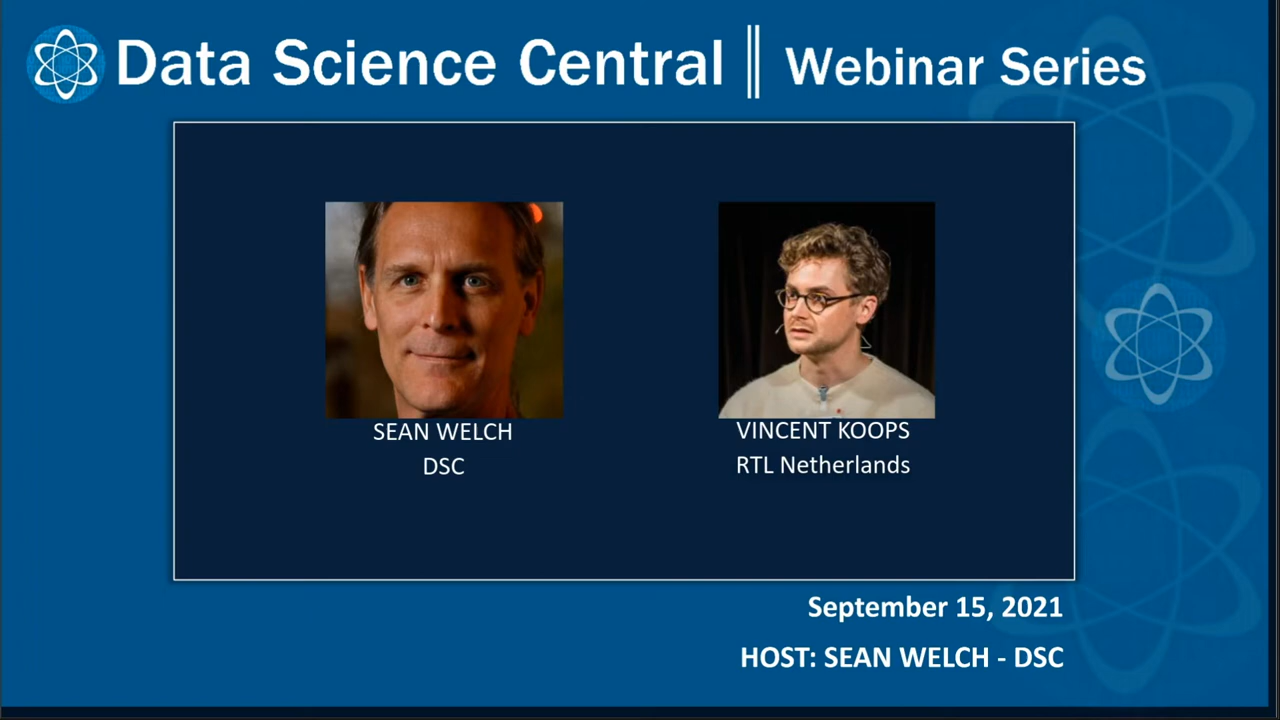 Data Science Central || Webinar Series
SEAN WELCH
DSC
VINCENT KOOPS
RTL Netherlands
September 15, 2021
HOST: SEAN WELCH - DSC